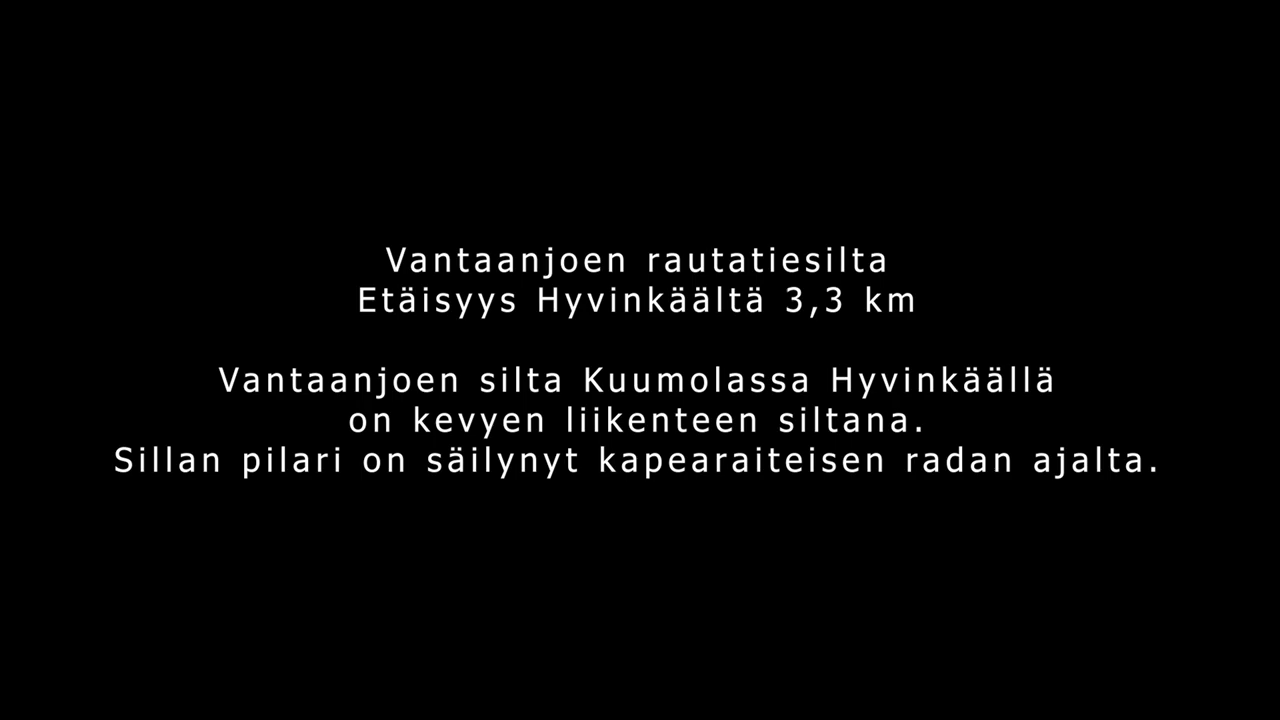 Vantaanjoen rautatiesilta
Etäisyys Hyvinkäältä 3,3 km
Vantaanjoen silta Kuumolassa Hyvinkäällä
on kevyen liikenteen siltana.
Sillan pilari on säilynyt kapearaiteisen radan ajalta.